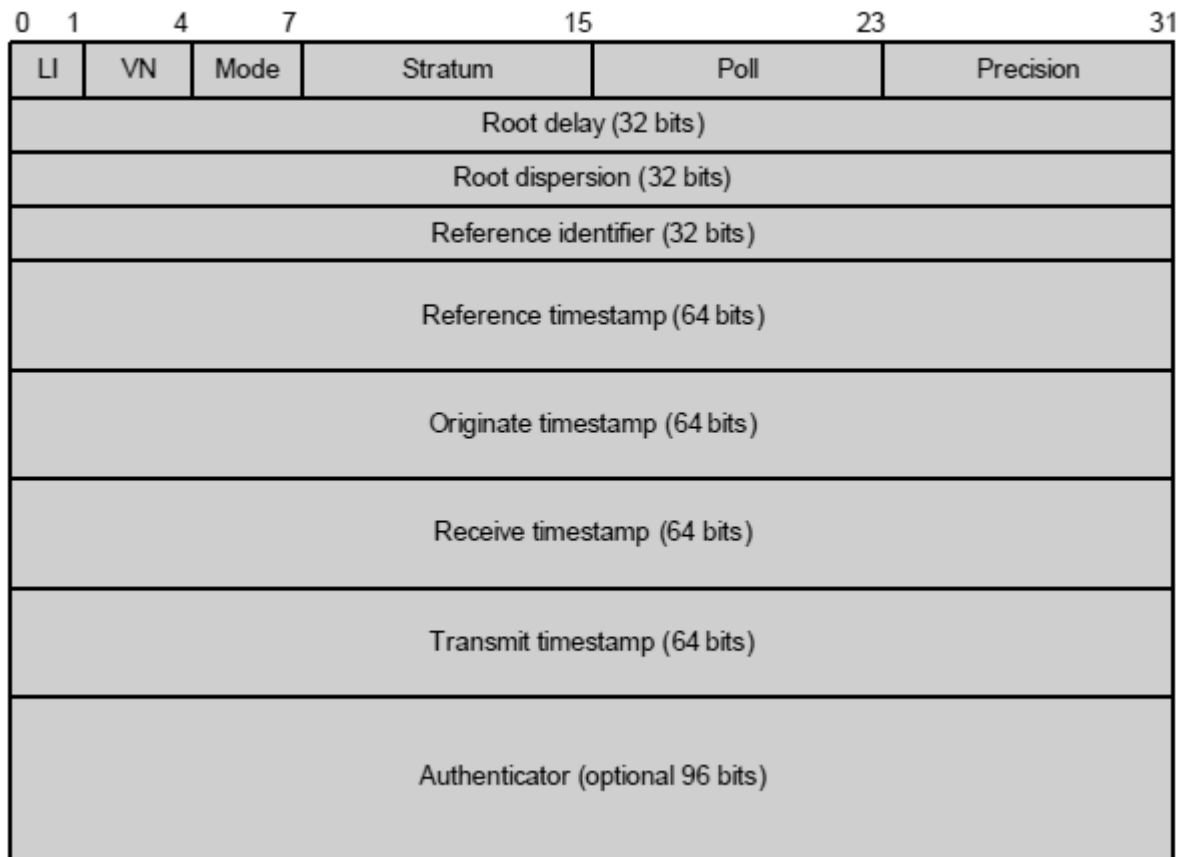 0 1 4 7 15 23 31
LI VN Mode Stratum Poll Precision
Root delay (32 bits)
Root dispersion (32 bits)
Reference identifier (32 bits)
Reference timestamp (64 bits)
Originate timestamp (64 bits)
Receive timestamp (64 bits)
Transmit timestamp (64 bits)
Authenticator (optional 96 bits)